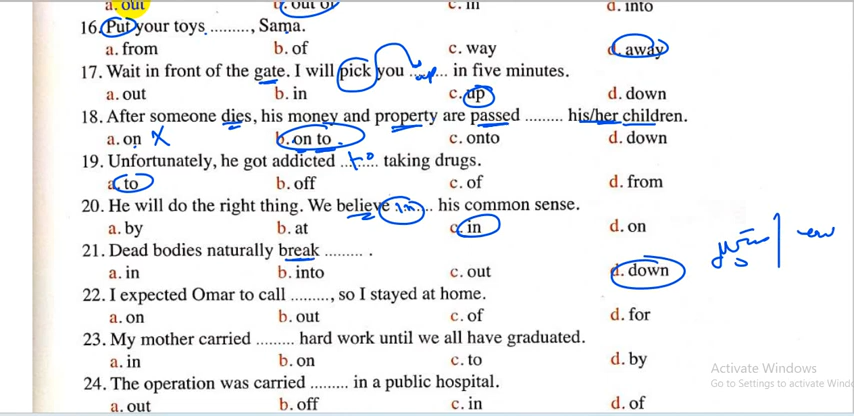 a. out b. out of c. in d. into
16. Put your toys ........., Sama.
a. from b. of c. way d. away
17. Wait in front of the gate. I will pick you ... up ... in five minutes.
a. out b. in c. up d. down
18. After someone dies, his money and property are passed ......... his/her children.
a. on X b. on to c. onto d. down
19. Unfortunately, he got addicted ... to ... taking drugs.
a. to b. off c. of d. from
20. He will do the right thing. We believe ... in ... his common sense.
a. by b. at c. in d. on
21. Dead bodies naturally break ......... .
a. in b. into c. out d. down
22. I expected Omar to call ........., so I stayed at home.
a. on b. out c. of d. for
23. My mother carried ......... hard work until we all have graduated.
a. in b. on c. to d. by
24. The operation was carried ......... in a public hospital.
a. out b. off c. in d. of
Activate Windows
Go to Settings to activate Windo